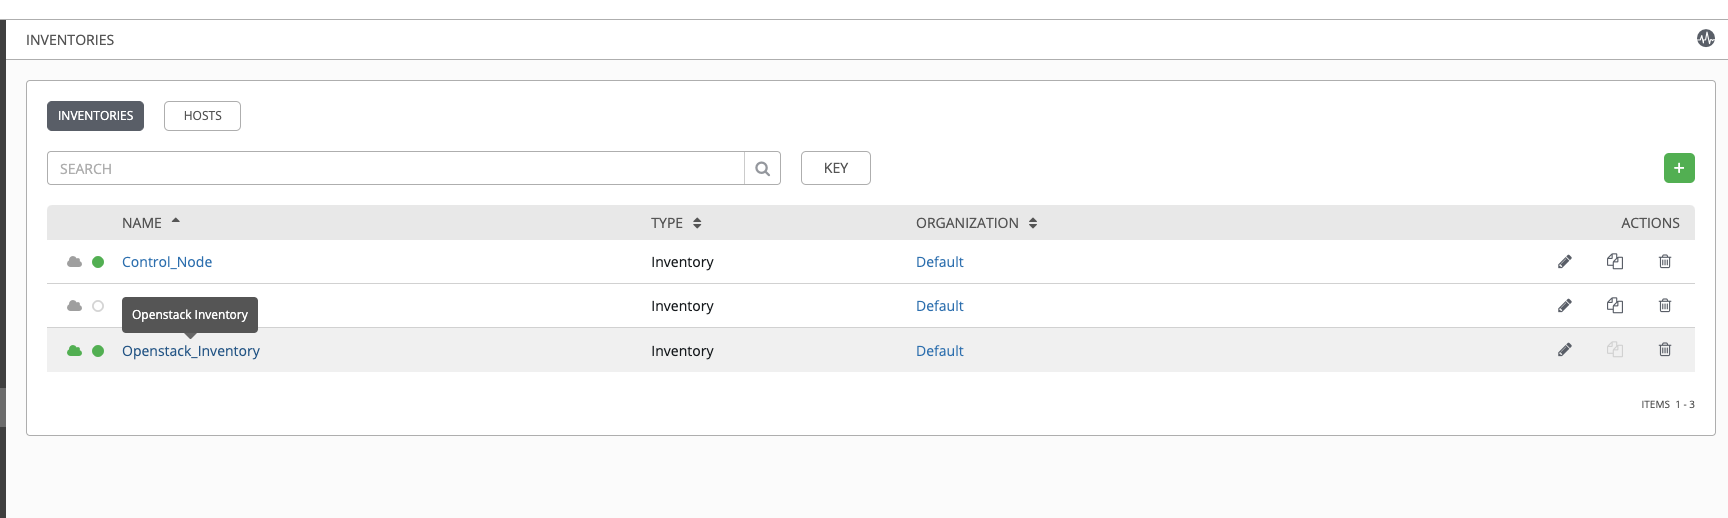 INVENTORIES
INVENTORIES HOSTS
SEARCH KEY +
NAME TYPE ORGANIZATION ACTIONS
Control_Node Inventory Default
Openstack Inventory Inventory Default
Openstack_Inventory Inventory Default
ITEMS 1 - 3